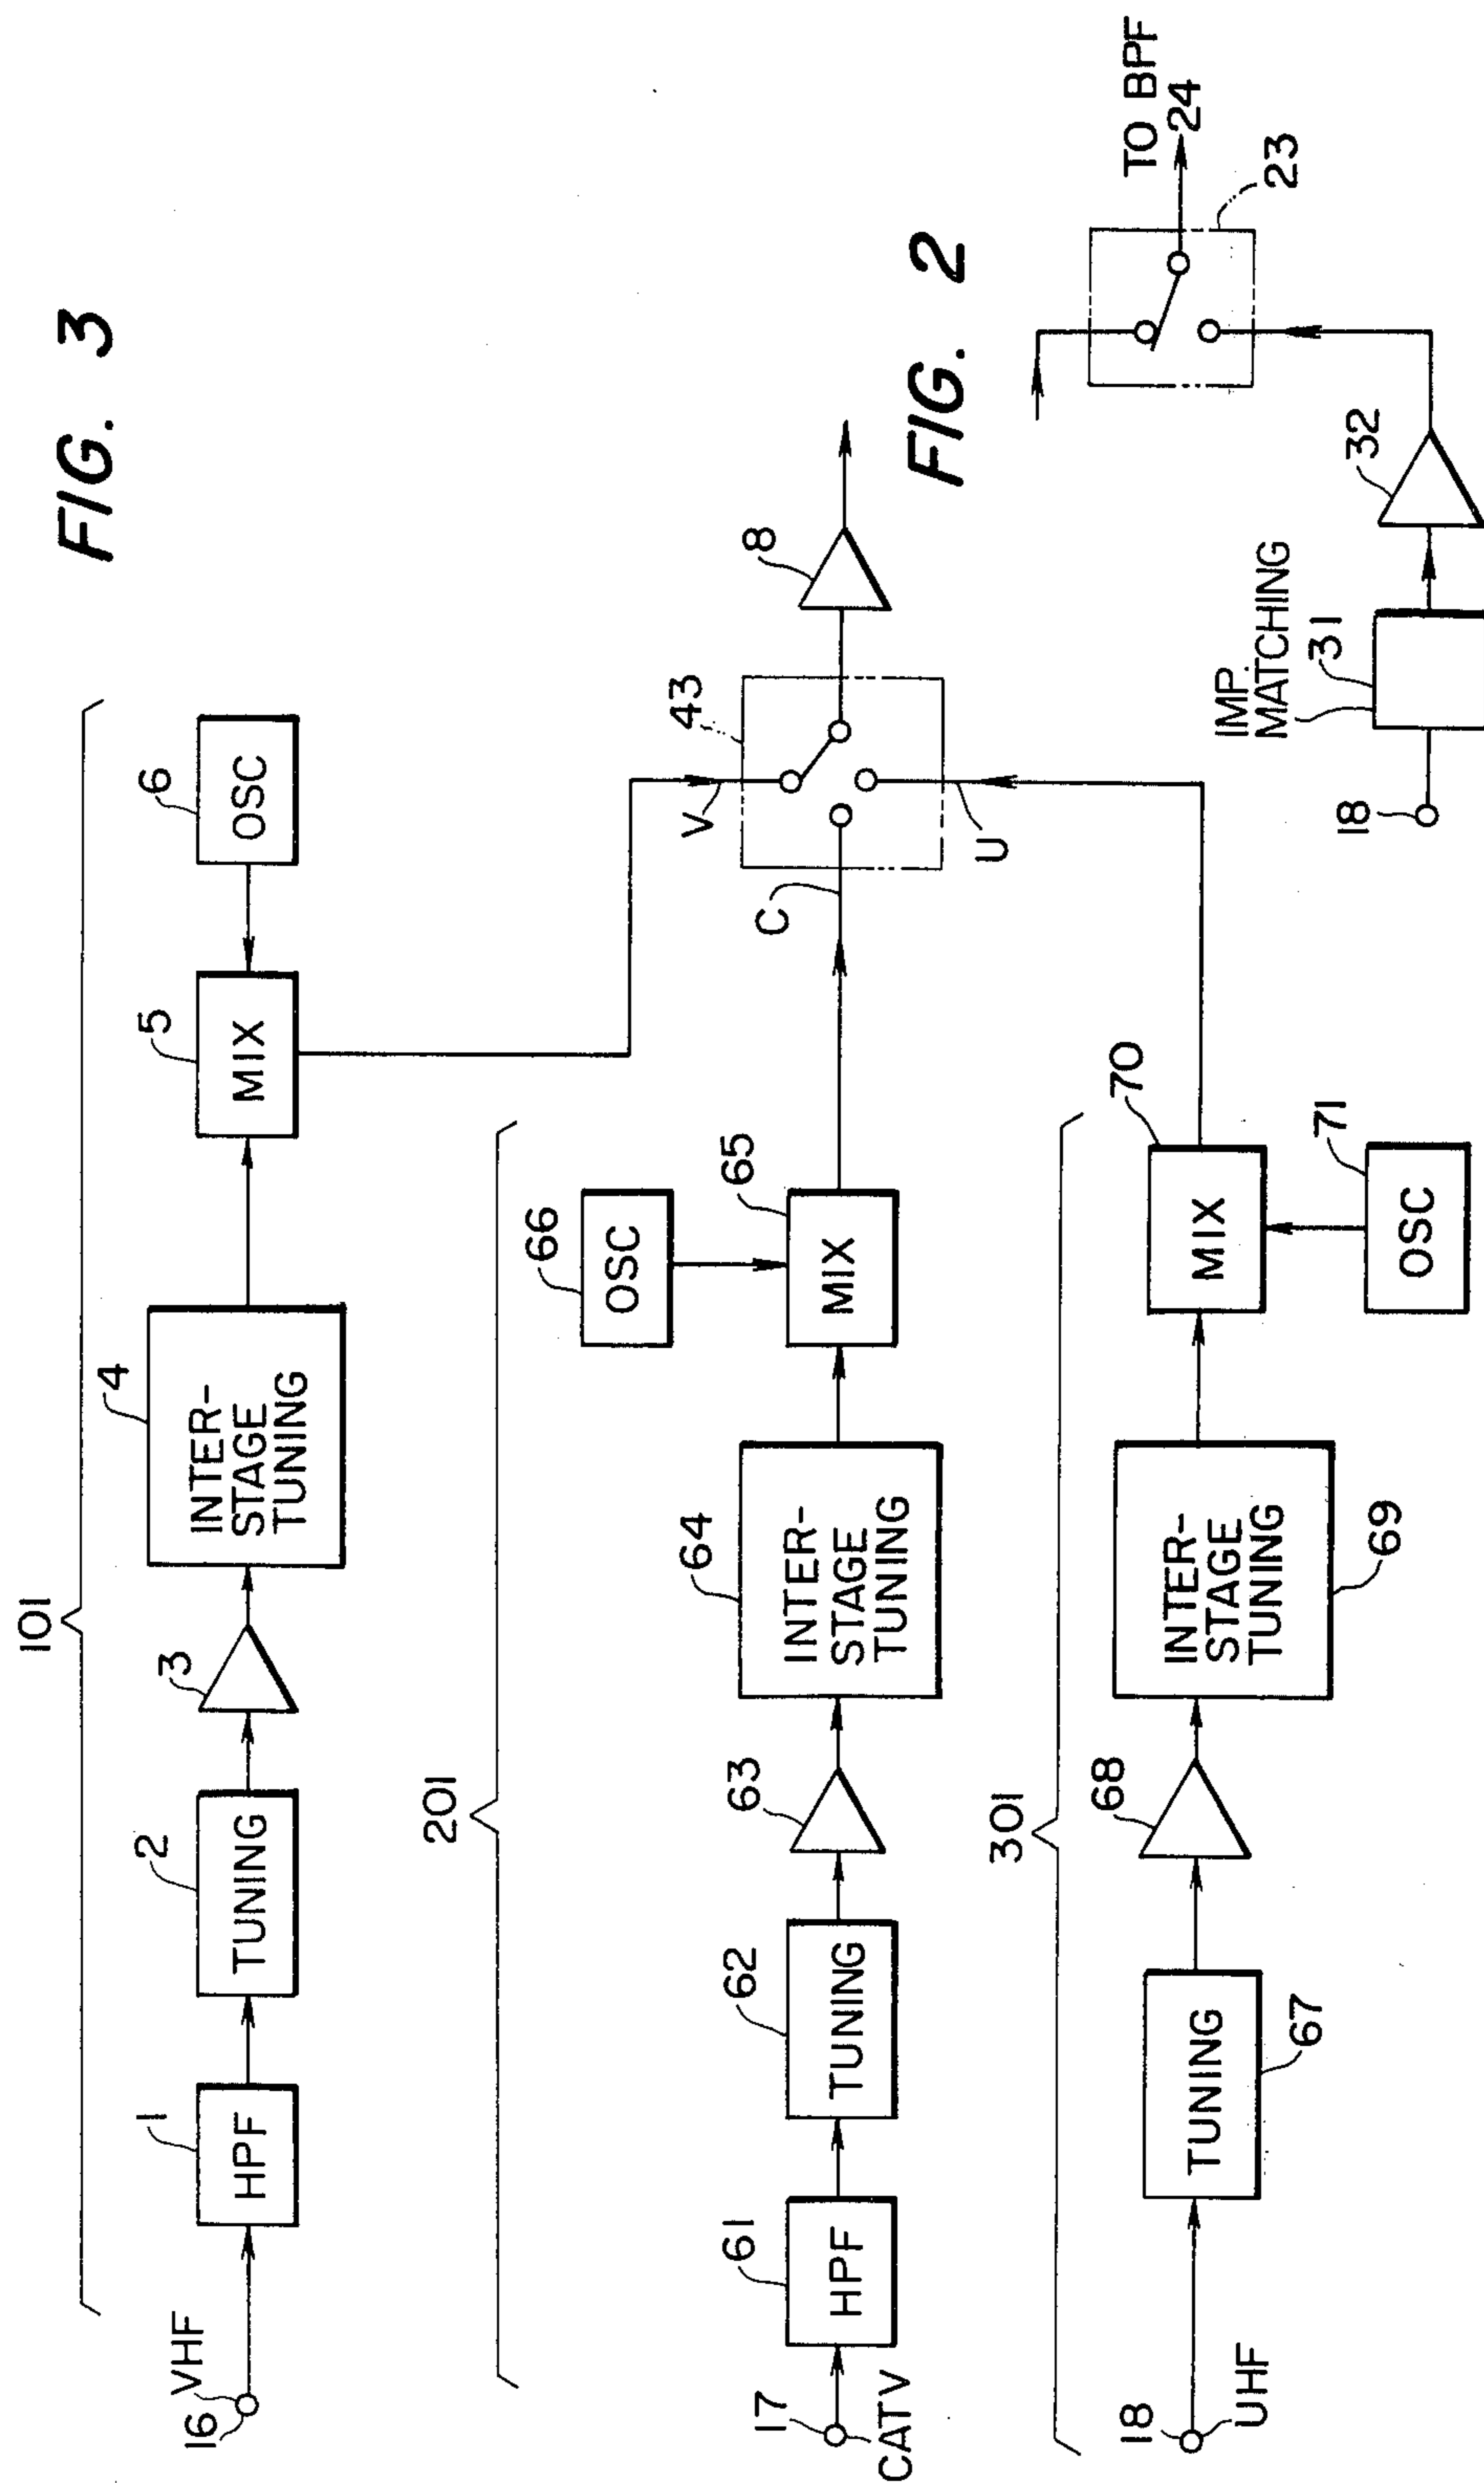 FIG. 3
101
16
VHF
1
HPF
2
TUNING
3
4
INTER-
STAGE
TUNING
5
MIX
6
OSC
201
17
CATV
61
HPF
62
TUNING
63
64
INTER-
STAGE
TUNING
65
MIX
66
OSC
V
C
U
43
8
301
18
UHF
67
TUNING
68
69
INTER-
STAGE
TUNING
70
MIX
71
OSC
FIG. 2
18
IMP.
MATCHING
31
32
23
TO BPF
24